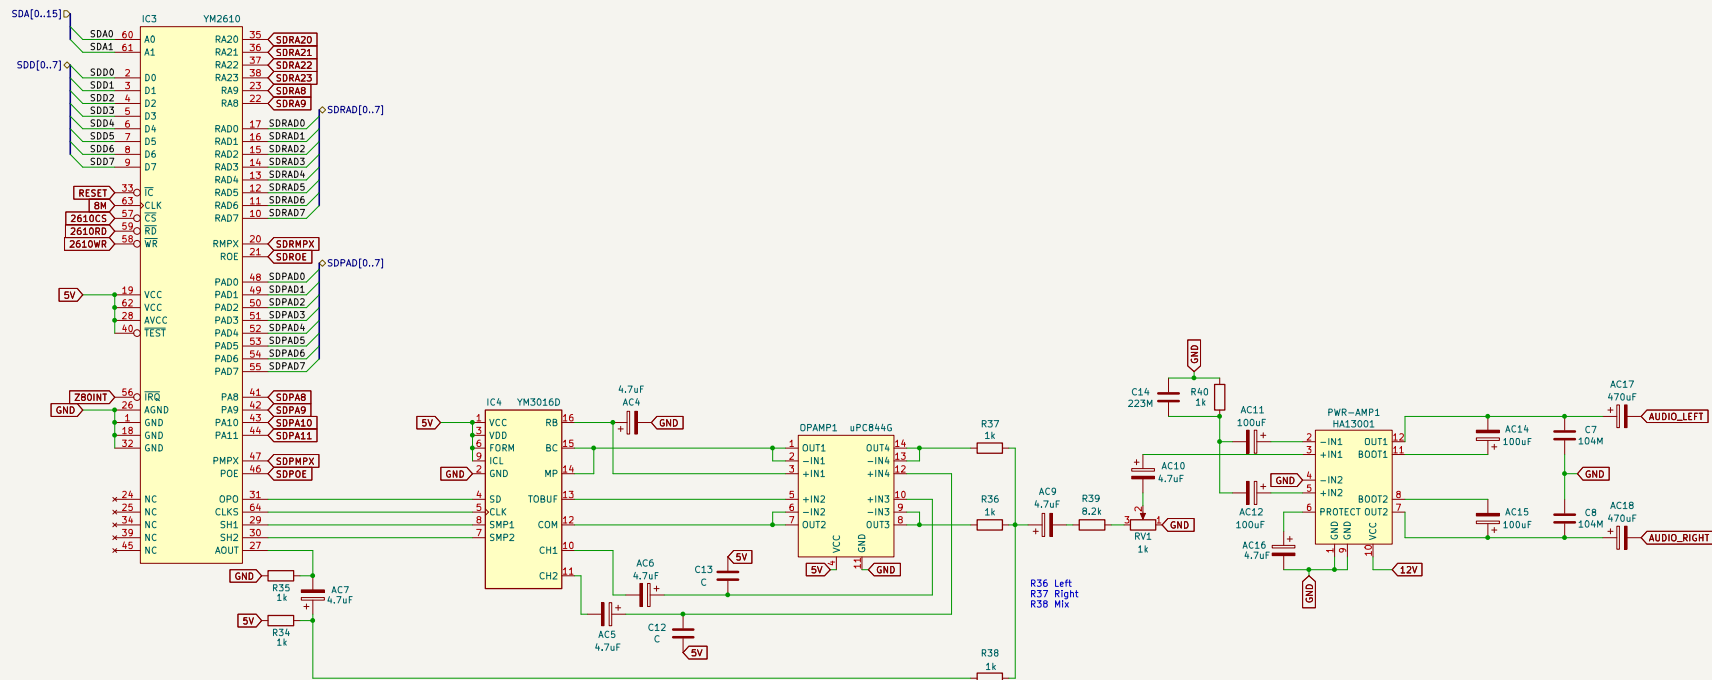 SDA[0..15]
IC3 YM2610
SDA0 60 A0 RA20 35 SDRA20
SDA1 61 A1 RA21 36 SDRA21
SDD[0..7] RA22 37 SDRA22
SDD0 2 D0 RA23 38 SDRA23
SDD1 3 D1 RA9 23 SDRA8
SDD2 4 D2 RA8 22 SDRA9
SDRAD[0..7]
SDD3 5 D3
SDD4 6 D4 RAD0 17 SDRAD0
SDD5 7 D5 RAD1 16 SDRAD1
SDD6 8 D6 RAD2 15 SDRAD2
SDD7 9 D7 RAD3 14 SDRAD3
RAD4 13 SDRAD4
RESET 33 IC RAD5 12 SDRAD5
8M 63 CLK RAD6 11 SDRAD6
2610CS 57 CS RAD7 10 SDRAD7
2610RD 59 RD
2610WR 58 WR RMPX 20 SDRMPX
ROE 21 SDROE
SDPAD[0..7]
PAD0 48 SDPAD0
5V 19 VCC PAD1 49 SDPAD1
62 VCC PAD2 50 SDPAD2
28 AVCC PAD3 51 SDPAD3
40 TEST PAD4 52 SDPAD4
PAD5 53 SDPAD5
PAD6 54 SDPAD6
PAD7 55 SDPAD7
Z80INT 56 IRQ PA8 41 SDPA8
GND 26 AGND PA9 42 SDPA9
1 GND PA10 43 SDPA10
18 GND PA11 44 SDPA11
32 GND
PMPX 47 SDPMPX
POE 46 SDPOE
24 NC OPO 31
25 NC CLKS 64
34 NC SH1 29
39 NC SH2 30
45 NC AOUT 27
GND
R35
1k
AC7
4.7uF
5V
R34
1k
IC4 YM3016D
5V 1 VCC RB 16
3 VDD
6 FORM BC 15
9 ICL
GND 2 GND MP 14
4 SD TOBUF 13
5 CLK
8 SMP1 COM 12
7 SMP2
CH1 10
CH2 11
4.7uF
AC4
GND
AC6
4.7uF
AC5
4.7uF
C13
C
5V
C12
C
5V
OPAMP1 uPC844G
1 OUT1 OUT4 14
2 -IN1 -IN4 13
3 +IN1 +IN4 12
5 +IN2 +IN3 10
6 -IN2 -IN3 9
7 OUT2 OUT3 8
VCC GND
4 11
5V GND
R37
1k
R36
1k
R38
1k
AC9
4.7uF
R39
8.2k
R36 Left
R37 Right
R38 Mix
AC10
4.7uF
2
3 1 GND
RV1
1k
GND
C14
223M
R40
1k
AC11
100uF
AC12
100uF
PWR-AMP1
HA13001
2 -IN1 OUT1 12
3 +IN1 BOOT1 11
GND 4 -IN2
5 +IN2 BOOT2 8
6 PROTECT OUT2 7
GND GND VCC
1 9 10
AC16
4.7uF
GND
12V
AC14
100uF
AC15
100uF
C7
104M
GND
C8
104M
AC17
470uF
AUDIO_LEFT
AC18
470uF
AUDIO_RIGHT